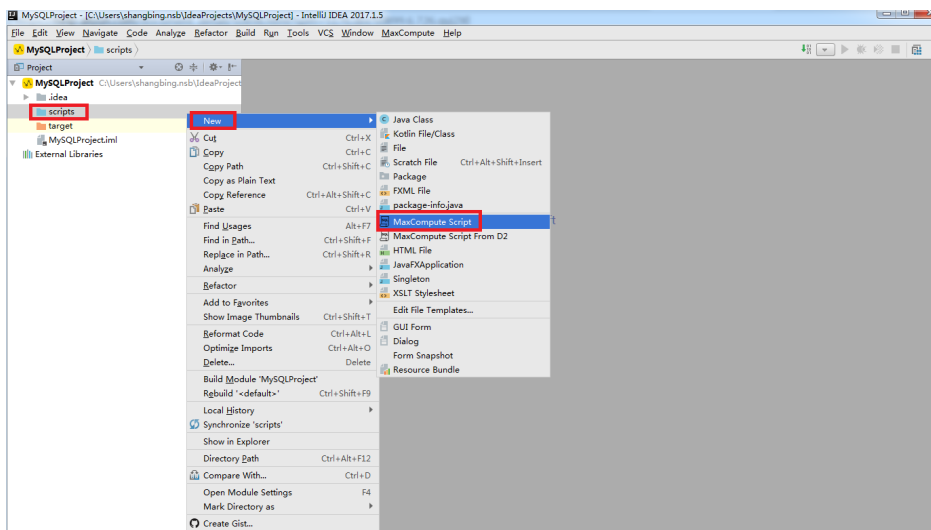 MySQLProject - [C:\Users\shangbing.nsb\IdeaProjects\MySQLProject] - IntelliJ IDEA 2017.1.5
File Edit View Navigate Code Analyze Refactor Build Run Tools VCS Window MaxCompute Help
MySQLProject scripts
Project
MySQLProject C:\Users\shangbing.nsb\IdeaProject
.idea
scripts
target
MySQLProject.iml
External Libraries
New
Cut Ctrl+X
Copy Ctrl+C
Copy Path Ctrl+Shift+C
Copy as Plain Text
Copy Reference Ctrl+Alt+Shift+C
Paste Ctrl+V
Find Usages Alt+F7
Find in Path... Ctrl+Shift+F
Replace in Path... Ctrl+Shift+R
Analyze
Refactor
Add to Favorites
Show Image Thumbnails Ctrl+Shift+T
Reformat Code Ctrl+Alt+L
Optimize Imports Ctrl+Alt+O
Delete... Delete
Build Module 'MySQLProject'
Rebuild '<default>' Ctrl+Shift+F9
Local History
Synchronize 'scripts'
Show in Explorer
Directory Path Ctrl+Alt+F12
Compare With... Ctrl+D
Open Module Settings F4
Mark Directory as
Create Gist...
Java Class
Kotlin File/Class
File
Scratch File Ctrl+Alt+Shift+Insert
Package
FXML File
package-info.java
MaxCompute Script
t
MaxCompute Script From D2
HTML File
JavaFXApplication
Singleton
XSLT Stylesheet
Edit File Templates...
GUI Form
Dialog
Form Snapshot
Resource Bundle